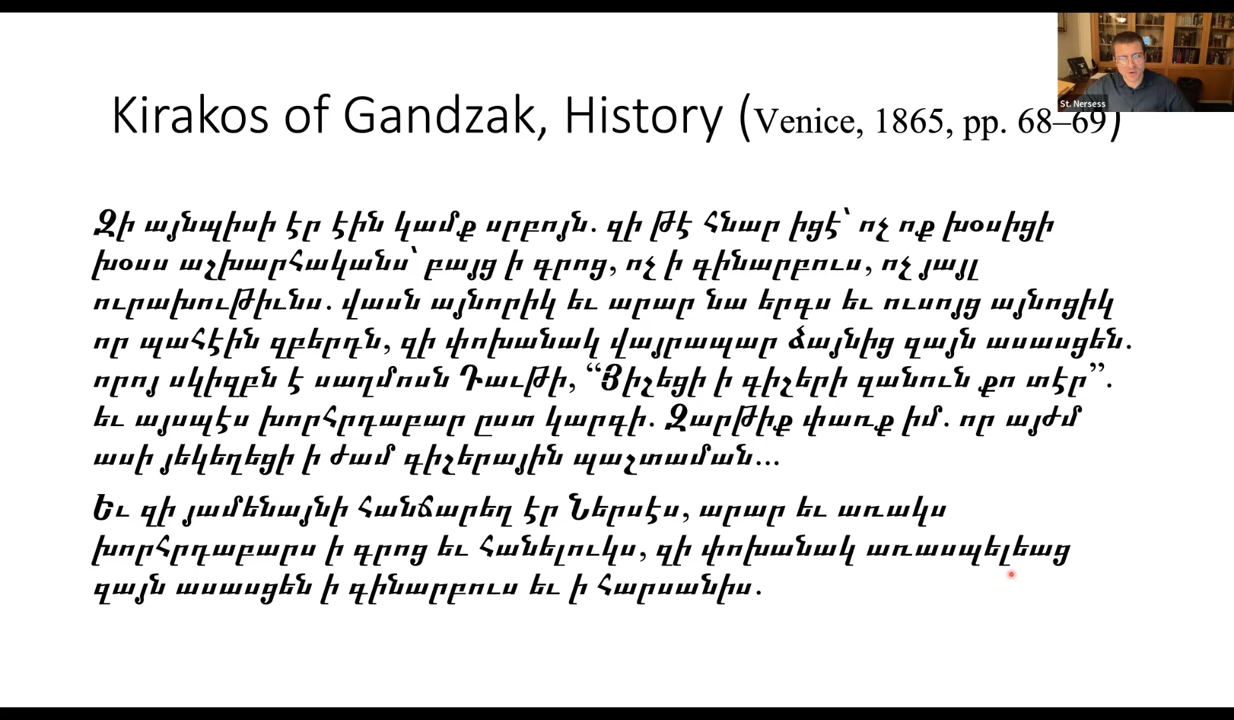 St. Nersess
Kirakos of Gandzak, History (Venice, 1865, pp. 68–69)
Զի այնպիսի էր էին կամք սրբոյն. զի թէ հնար իցէ՝ ոչ ոք խօսիցի
խօսս աշխարհականս՝ բայց ի գրոց, ոչ ի գինարբուս, ոչ յայլ
ուրախութիւնս. վասն այնորիկ եւ արար նա երգս եւ ուսոյց այնոցիկ
որ պահէին զբերդն, զի փոխանակ վայրապար ձայնից զայն ասասցեն.
որոյ սկիզբն է սաղմոսն Դաւթի, “Յիշեցի ի գիշերի զանուն քո տէր”.
եւ այսպէս խորհրդաբար ըստ կարգի. Զարթիք փառք իմ. որ այժմ
ասի յեկեղեցի ի ժամ գիշերային պաշտաման...
Եւ զի յամենայնի հանճարեղ էր Ներսէս, արար եւ առակս
խորհրդաբարս ի գրոց եւ հանելուկս, զի փոխանակ առասպելեաց
զայն ասասցեն ի գինարբուս եւ ի հարսանիս.